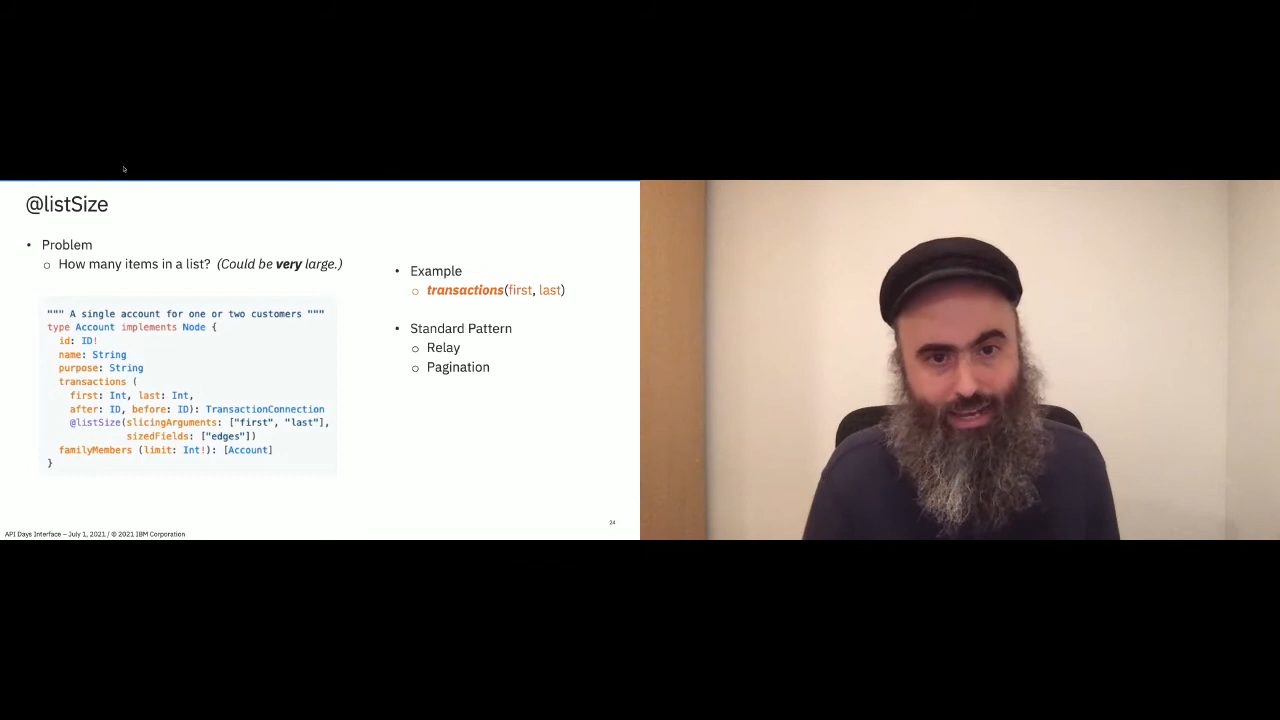 @listSize
• Problem
○ How many items in a list? (Could be very large.)
""" A single account for one or two customers """
type Account implements Node {
id: ID!
name: String
purpose: String
transactions (
first: Int, last: Int,
after: ID, before: ID): TransactionConnection
@listSize(slicingArguments: ["first", "last"],
sizedFields: ["edges"])
familyMembers (limit: Int!): [Account]
}
• Example
○ transactions(first, last)
• Standard Pattern
○ Relay
○ Pagination
24
API Days Interface – July 1, 2021 / © 2021 IBM Corporation